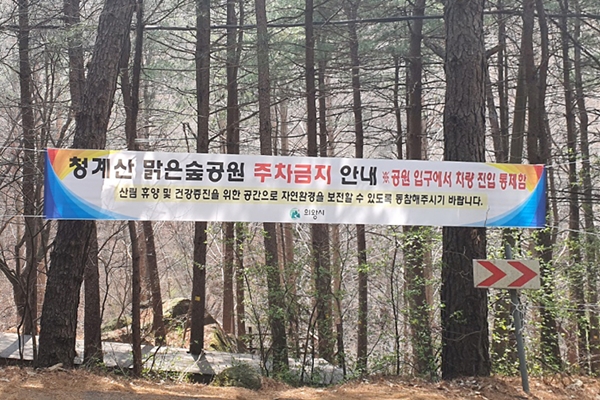 청계산 맑은숲공원 주차금지 안내 ※공원 입구에서 차량 진입 통제함
산림 휴양 및 건강증진을 위한 공간으로 자연환경을 보전할 수 있도록 동참해주시기 바랍니다.
의왕시